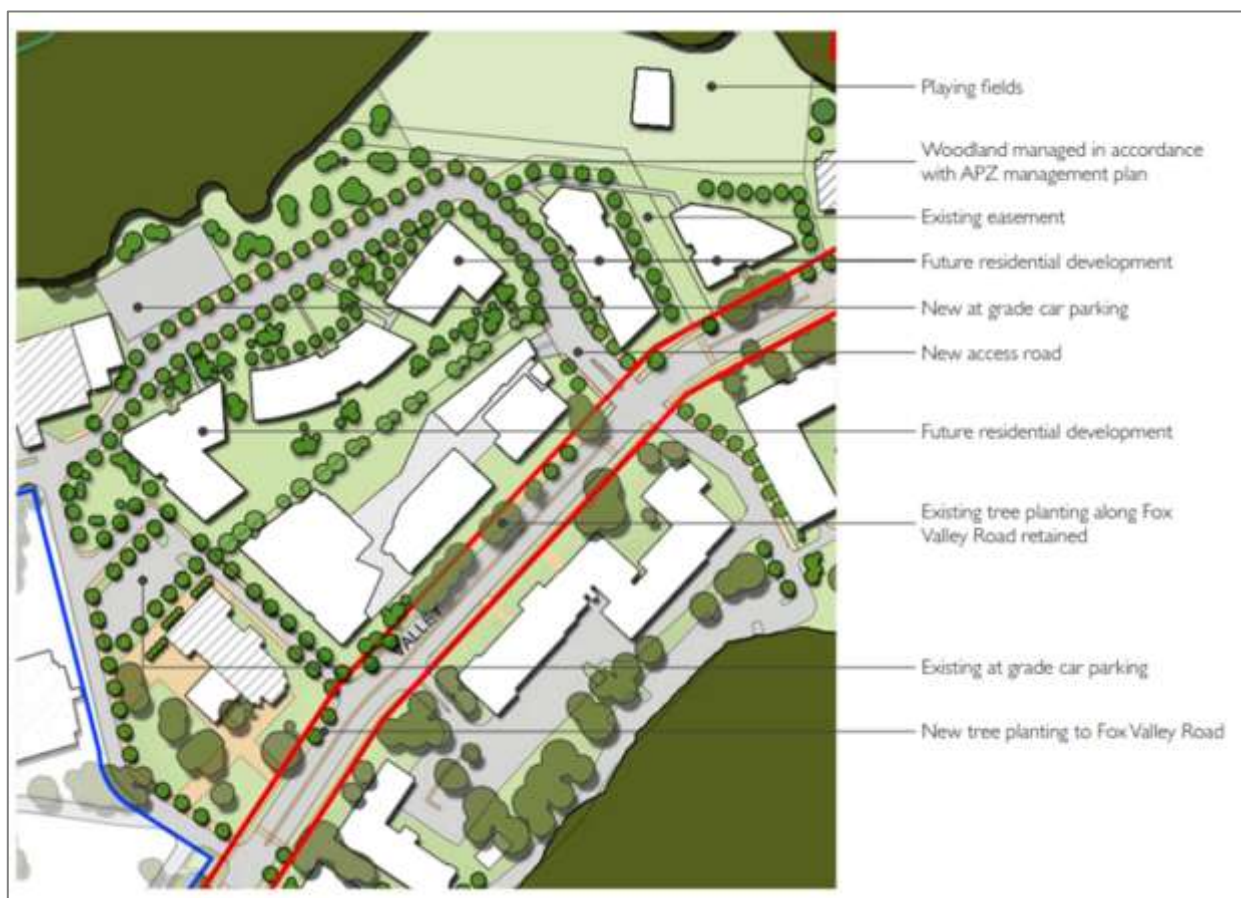 Playing fields
Woodland managed in accordance
with APZ management plan
Existing easement
Future residential development
New at grade car parking
New access road
Future residential development
Existing tree planting along Fox
Valley Road retained
VALLEY
Existing at grade car parking
New tree planting to Fox Valley Road